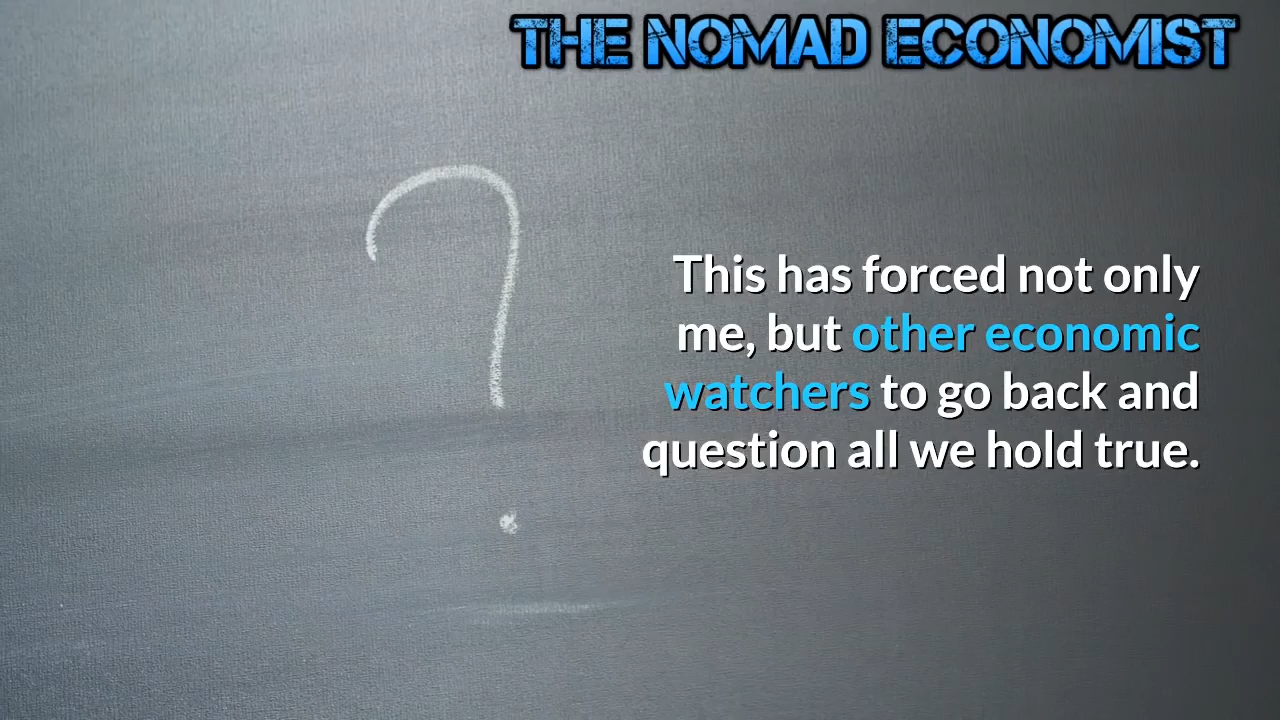 THE NOMAD ECONOMIST
?
This has forced not only
me, but other economic
watchers to go back and
question all we hold true.